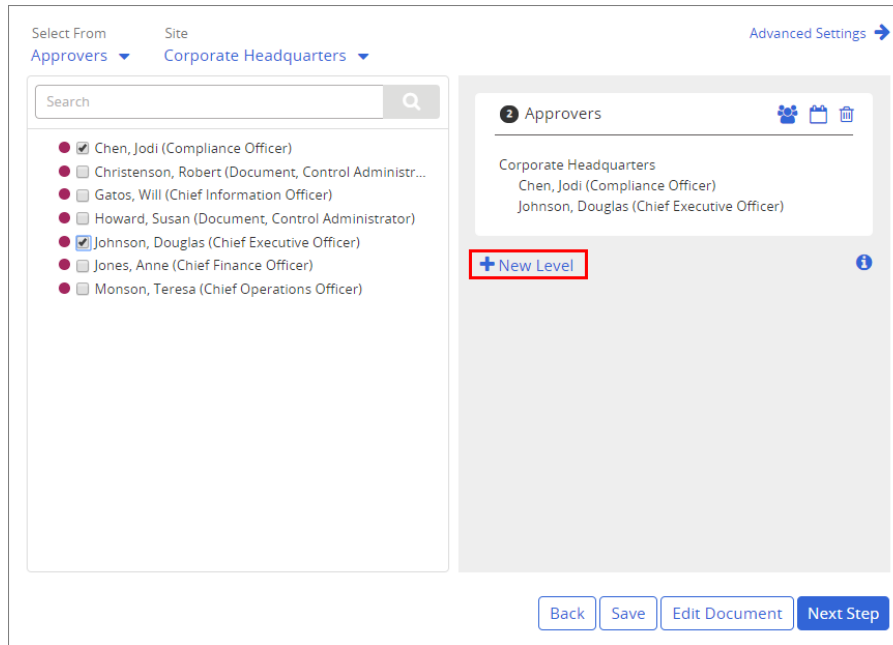 Select From
Site
Advanced Settings
Approvers
Corporate Headquarters
Search
Chen, Jodi (Compliance Officer)
Christenson, Robert (Document, Control Administr...
Gatos, Will (Chief Information Officer)
Howard, Susan (Document, Control Administrator)
Johnson, Douglas (Chief Executive Officer)
Jones, Anne (Chief Finance Officer)
Monson, Teresa (Chief Operations Officer)
2 Approvers
Corporate Headquarters
Chen, Jodi (Compliance Officer)
Johnson, Douglas (Chief Executive Officer)
New Level
Back
Save
Edit Document
Next Step